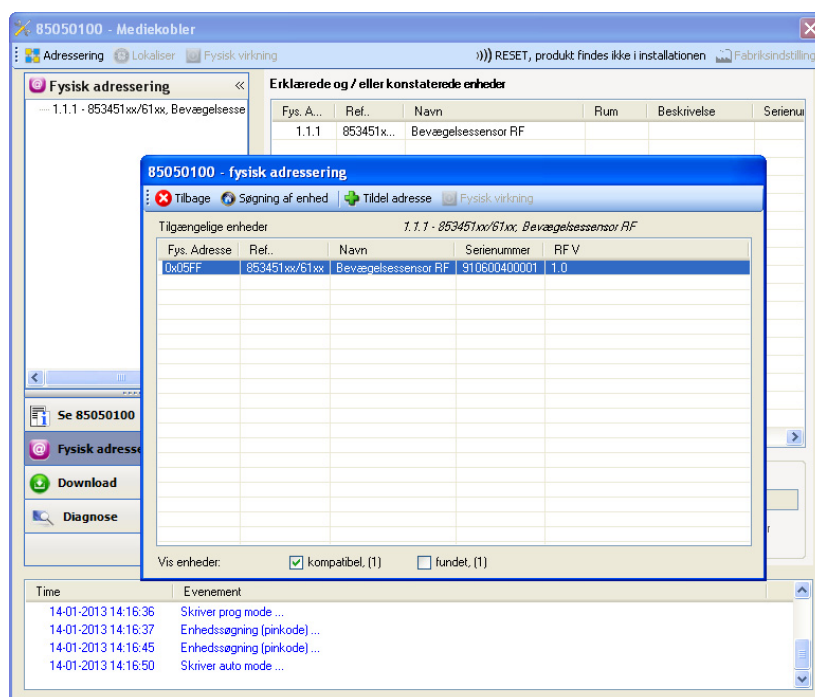 85050100 - Mediekobler
Adressering Lokaliser Fysisk virkning ))) RESET, produkt findes ikke i installationen Fabriksindstilling
Fysisk adressering «
1.1.1 - 853451xx/61xx, Bevægelsesse
Erklærede og / eller konstaterede enheder
Fys. A... Ref.. Navn Rum Beskrivelse Serienu
1.1.1 853451x... Bevægelsessensor RF
85050100 - fysisk adressering
Tilbage Søgning af enhed Tildel adresse Fysisk virkning
Tilgængelige enheder 1.1.1 - 853451xx/61xx, Bevægelsessensor RF
Fys. Adresse Ref.. Navn Serienummer RF V
0x05FF 853451xx/61xx Bevægelsessensor RF 910600400001 1.0
Vis enheder: kompatibel, (1) fundet, (1)
Se 85050100
Fysisk adresse
Download
Diagnose
Time Evenement
14-01-2013 14:16:36 Skriver prog mode ...
14-01-2013 14:16:37 Enhedssøgning (pinkode) ...
14-01-2013 14:16:45 Enhedssøgning (pinkode) ...
14-01-2013 14:16:50 Skriver auto mode ...